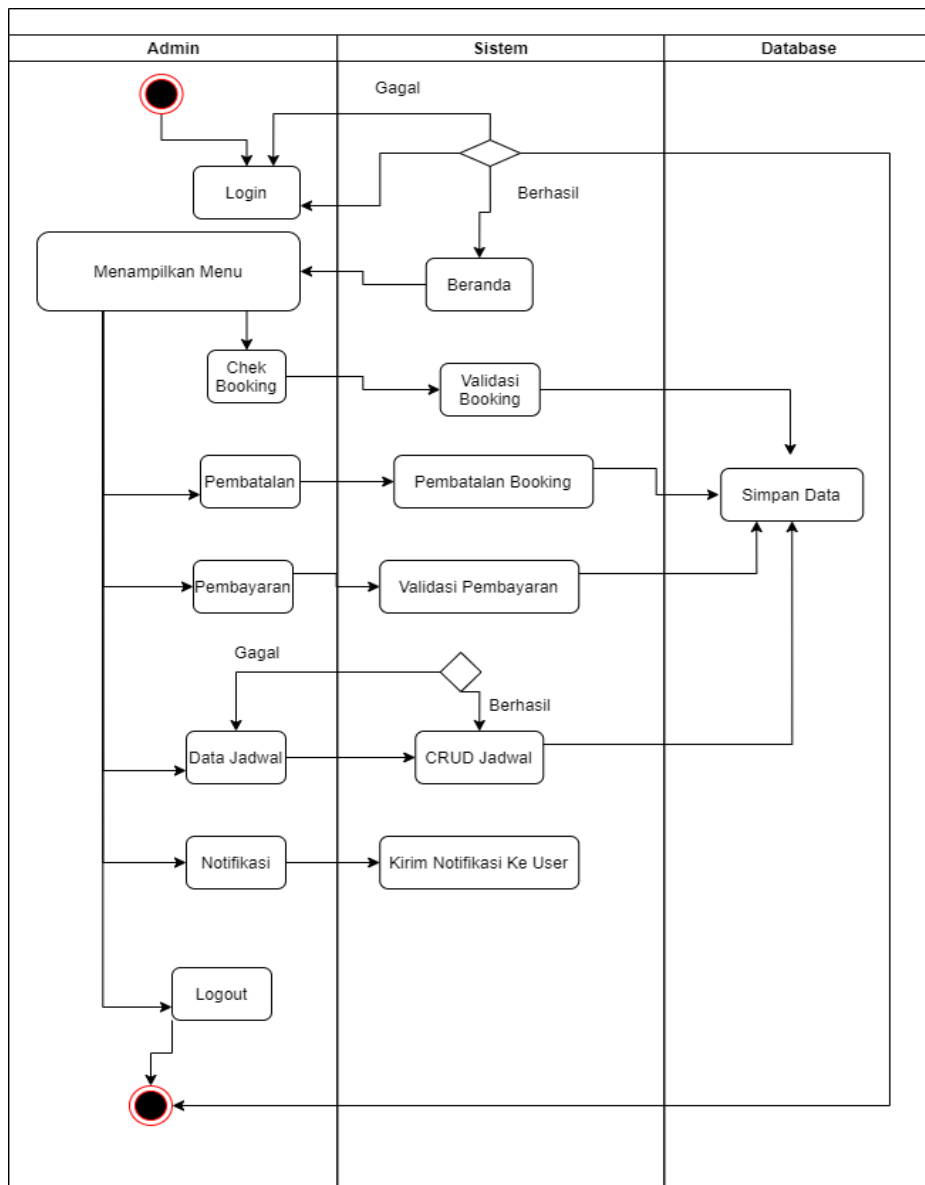 Admin
Sistem
Database
Gagal
Login
Berhasil
Menampilkan Menu
Beranda
Chek
Booking
Validasi
Booking
Pembatalan
Pembatalan Booking
Simpan Data
Pembayaran
Validasi Pembayaran
Gagal
Berhasil
Data Jadwal
CRUD Jadwal
Notifikasi
Kirim Notifikasi Ke User
Logout